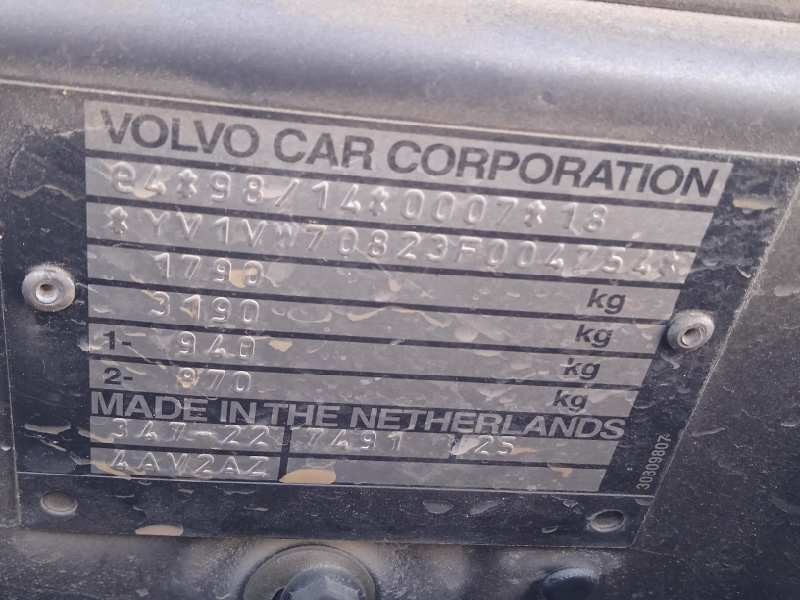 VOLVO CAR CORPORATION
e4*98/14*0007*18
*YV1VW70823F004754*
1790 kg
3190 kg
1- 940 kg
2- 870 kg
MADE IN THE NETHERLANDS
347-22 7491 25
4AV2AZ
30809807